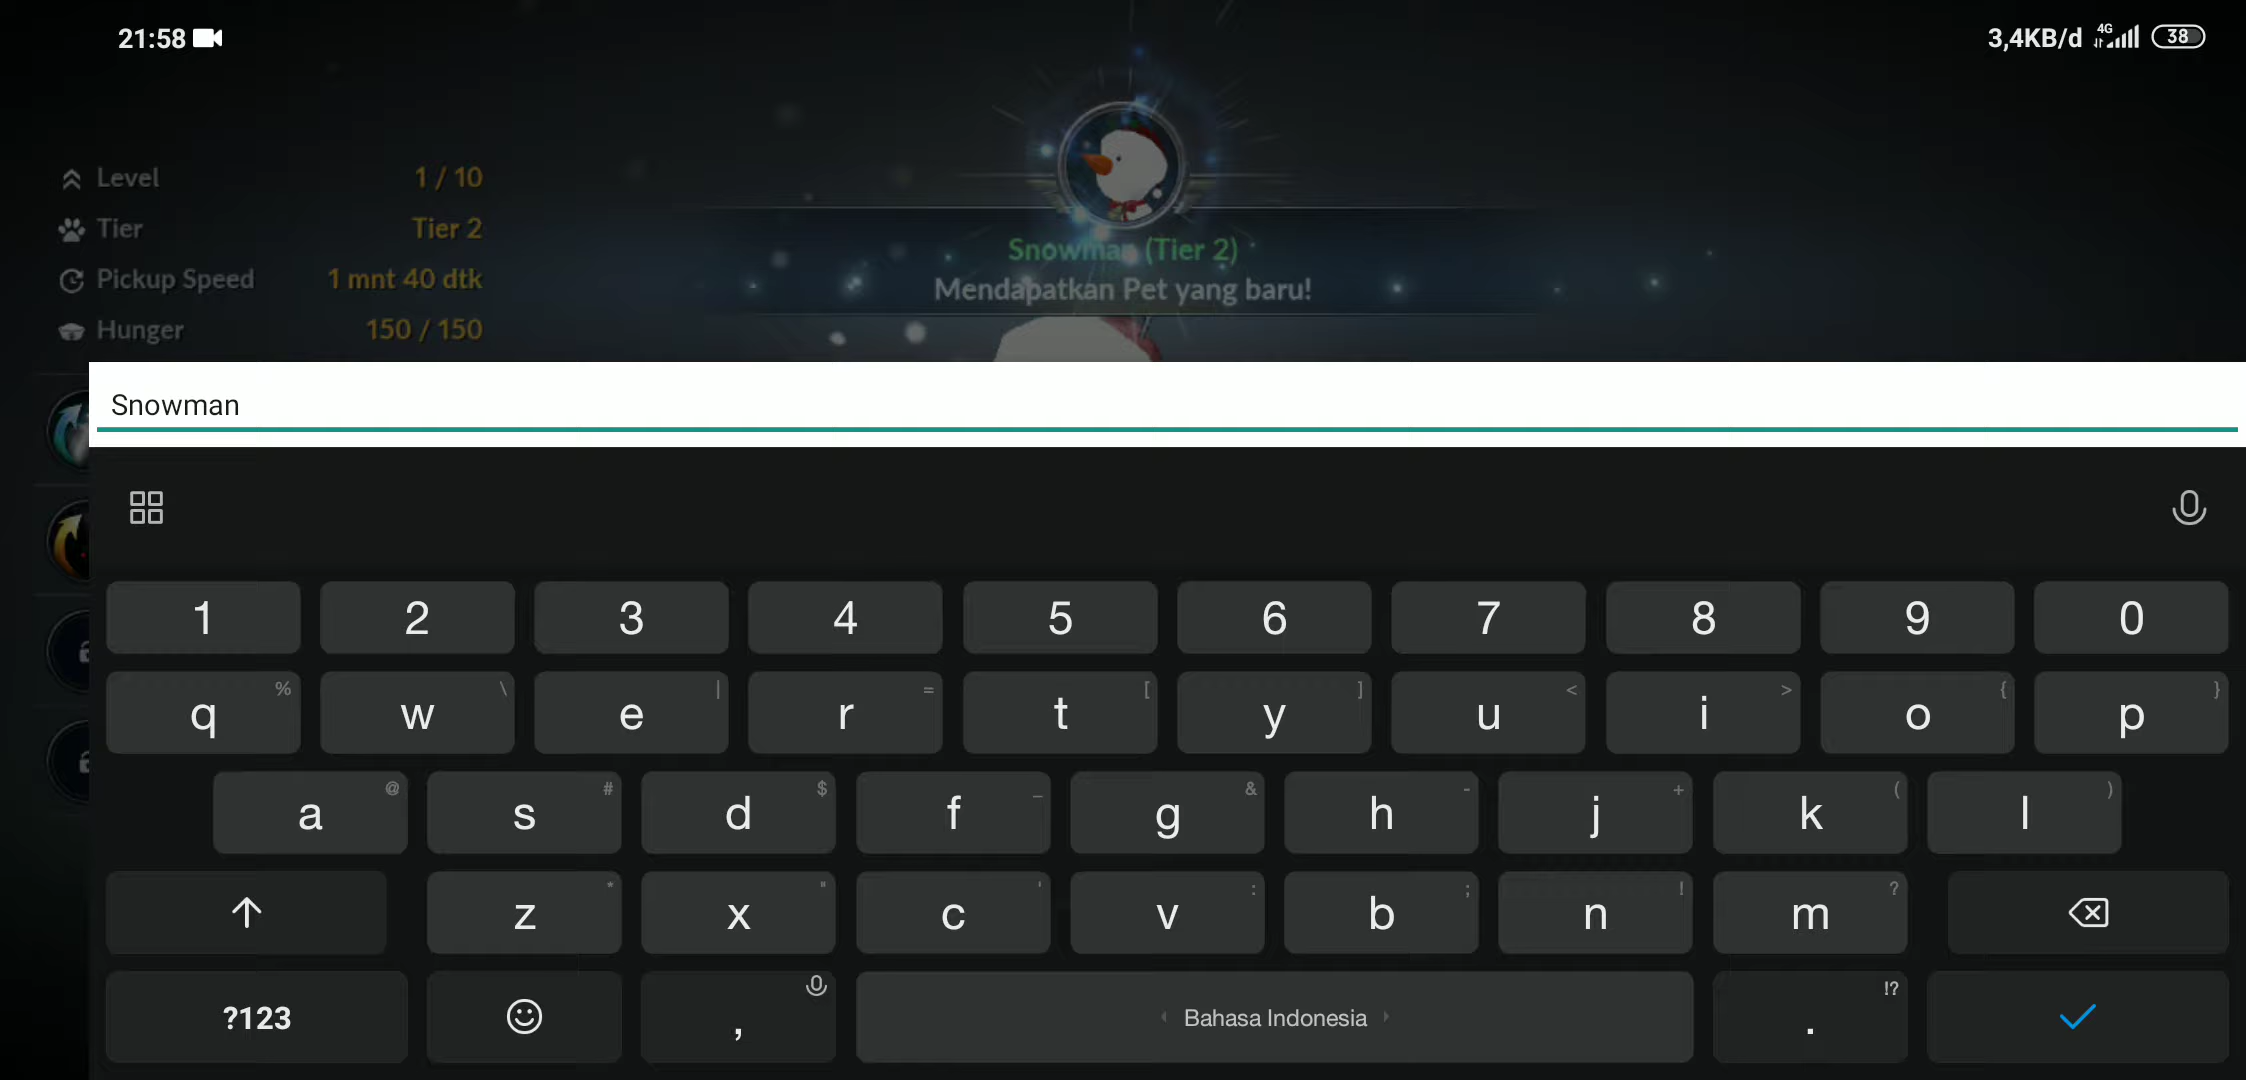 21:58
3,4KB/d 4G 38
Level 1 / 10
Tier Tier 2
Pickup Speed 1 mnt 40 dtk
Hunger 150 / 150
Snowman (Tier 2)
Mendapatkan Pet yang baru!
Snowman
1 2 3 4 5 6 7 8 9 0
% \ | = [ ] < > { }
q w e r t y u i o p
@ # $ _ & - + ( )
a s d f g h j k l
* " ' : ; ! ?
z x c v b n m
!?
?123 , Bahasa Indonesia .